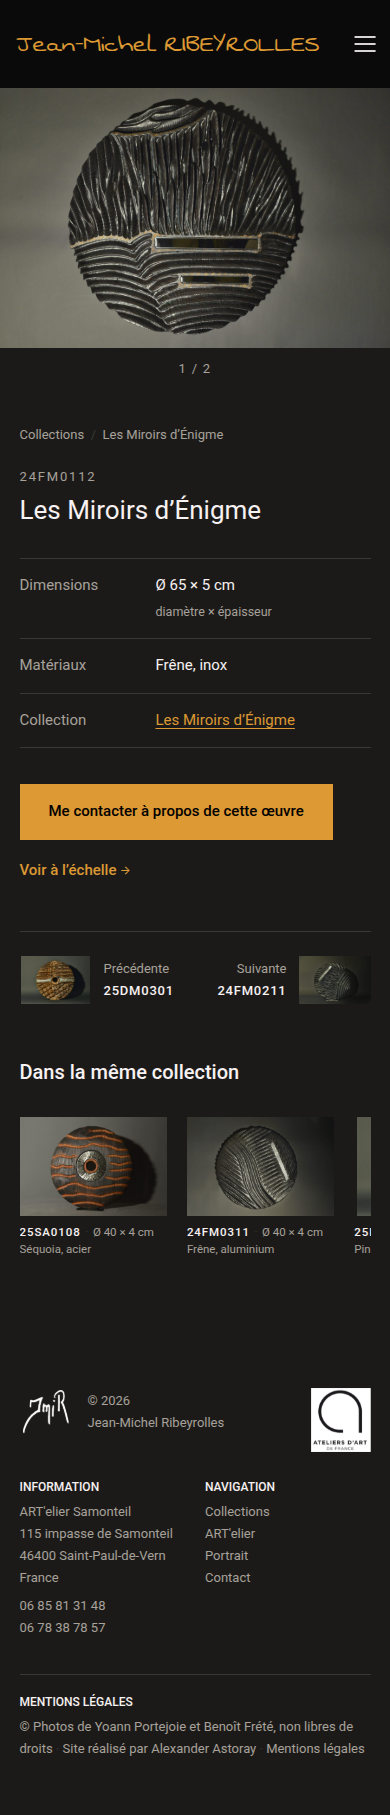 Jean-Michel RIBEYROLLES
1 / 2
Collections / Les Miroirs d’Énigme
24FM0112
Les Miroirs d’Énigme
Dimensions Ø 65 × 5 cm
diamètre × épaisseur
Matériaux Frêne, inox
Collection Les Miroirs d’Énigme
Me contacter à propos de cette œuvre
Voir à l’échelle →
Précédente Suivante
25DM0301 24FM0211
Dans la même collection
25SA0108 Ø 40 × 4 cm 24FM0311 Ø 40 × 4 cm
Séquoia, acier Frêne, aluminium Pin
JmiR
© 2026
Jean-Michel Ribeyrolles
ATELIERS D'ART
DE FRANCE
INFORMATION NAVIGATION
ART'elier Samonteil Collections
115 impasse de Samonteil ART'elier
46400 Saint-Paul-de-Vern Portrait
France Contact
06 85 81 31 48
06 78 38 78 57
MENTIONS LÉGALES
© Photos de Yoann Portejoie et Benoît Frété, non libres de
droits · Site réalisé par Alexander Astoray · Mentions légales